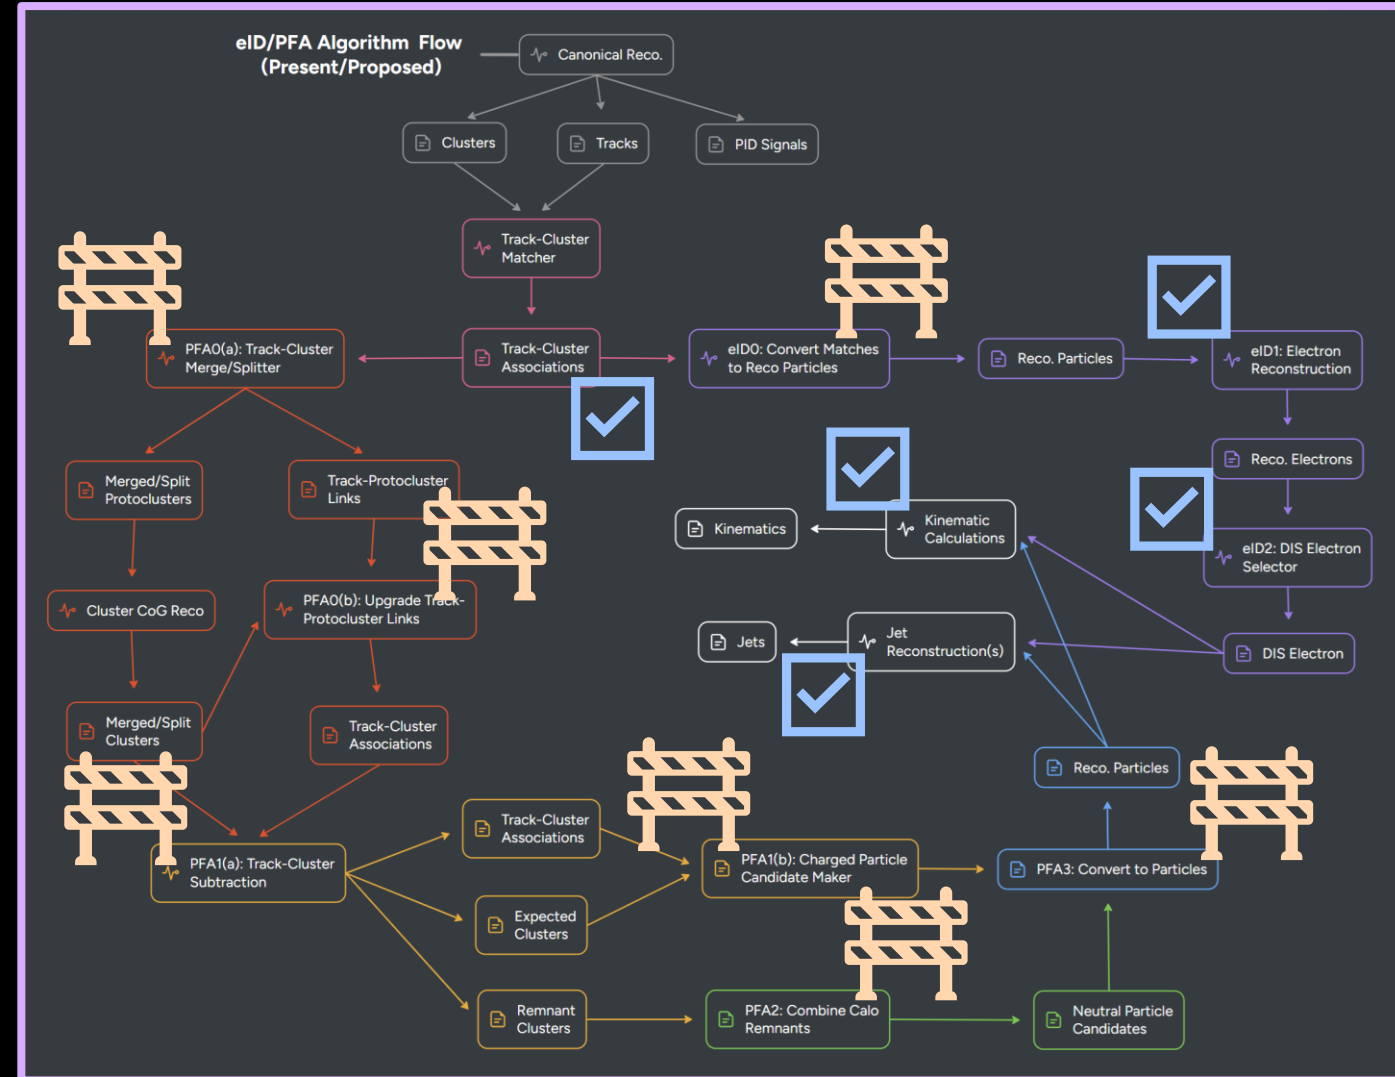 eID/PFA Algorithm Flow
(Present/Proposed)
Canonical Reco.
Clusters
Tracks
PID Signals
Track-Cluster
Matcher
PFA0(a): Track-Cluster
Merge/Splitter
Track-Cluster
Associations
eID0: Convert Matches
to Reco Particles
Reco. Particles
eID1: Electron
Reconstruction
Merged/Split
Protoclusters
Track-Protocluster
Links
Reco. Electrons
Kinematics
Kinematic
Calculations
eID2: DIS Electron
Selector
Cluster CoG Reco
PFA0(b): Upgrade Track-
Protocluster Links
Jets
Jet
Reconstruction(s)
DIS Electron
Merged/Split
Clusters
Track-Cluster
Associations
Reco. Particles
Track-Cluster
Associations
PFA1(a): Track-Cluster
Subtraction
PFA1(b): Charged Particle
Candidate Maker
PFA3: Convert to Particles
Expected
Clusters
Remnant
Clusters
PFA2: Combine Calo
Remnants
Neutral Particle
Candidates